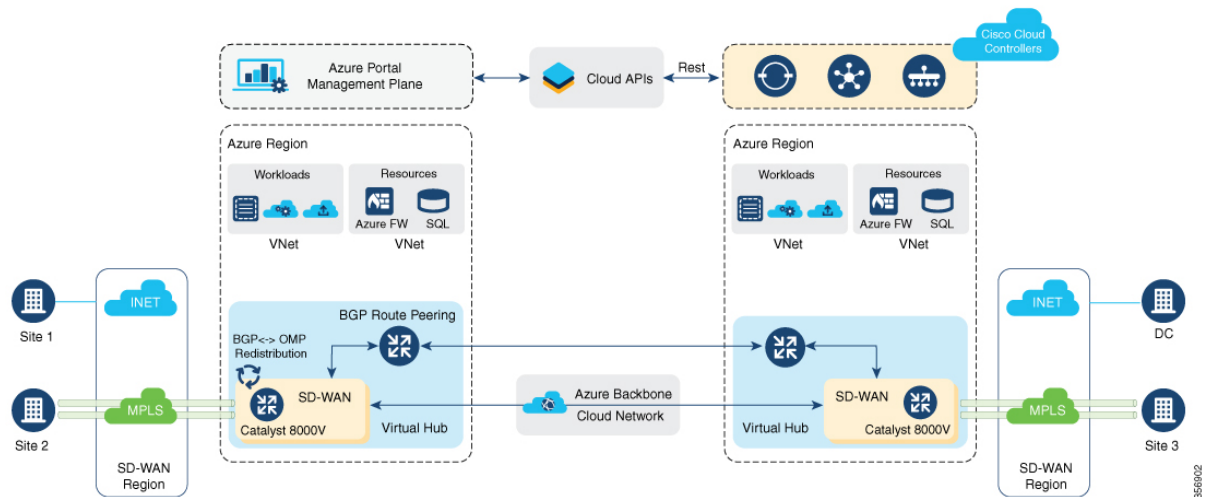 Azure Portal
Management Plane
Cloud APIs
Rest
Cisco Cloud
Controllers
Azure Region
Workloads
Resources
Azure FW
SQL
VNet
VNet
Azure Region
Workloads
Resources
Azure FW
SQL
VNet
VNet
Site 1
INET
Site 2
MPLS
SD-WAN
Region
BGP Route Peering
BGP<-> OMP
Redistribution
SD-WAN
Catalyst 8000V
Virtual Hub
Azure Backbone
Cloud Network
SD-WAN
Catalyst 8000V
Virtual Hub
INET
DC
MPLS
Site 3
SD-WAN
Region
356902